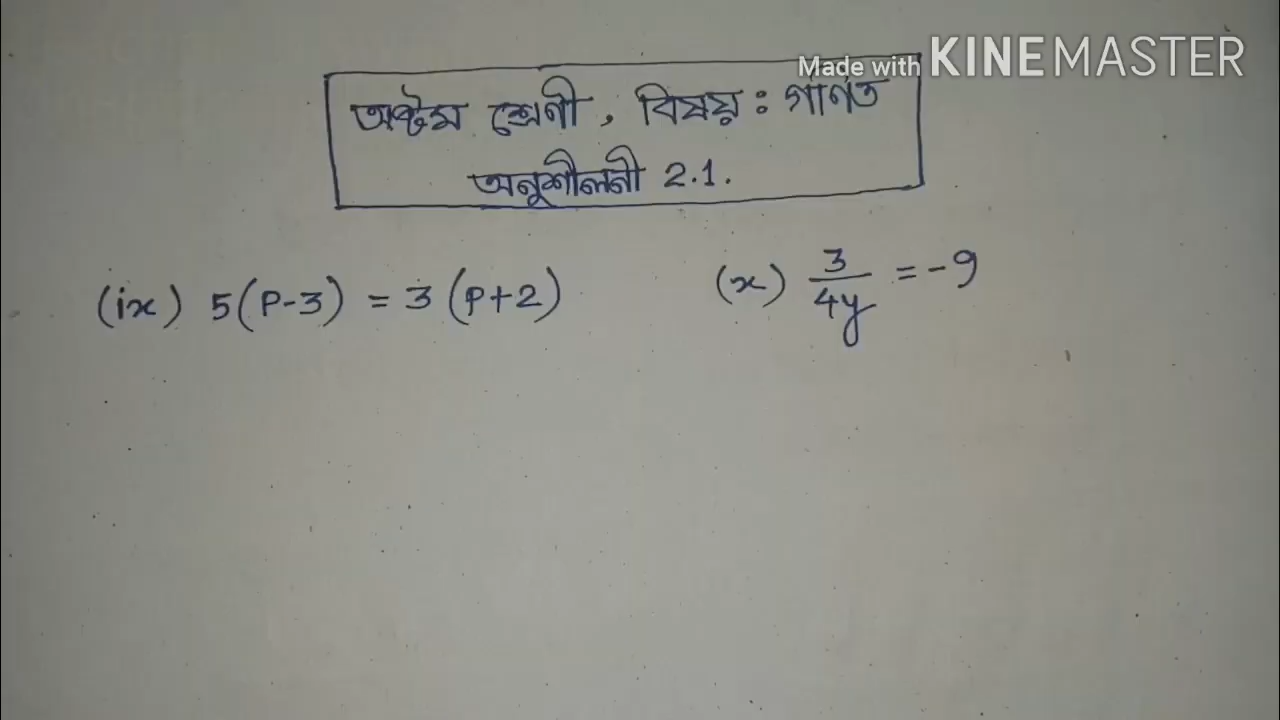 Made with KINEMASTER
অষ্টম শ্রেণী , বিষয় : গণিত
অনুশীলনী 2.1.
(ix) 5(P-3) = 3(P+2)
(x) 3/4y = -9